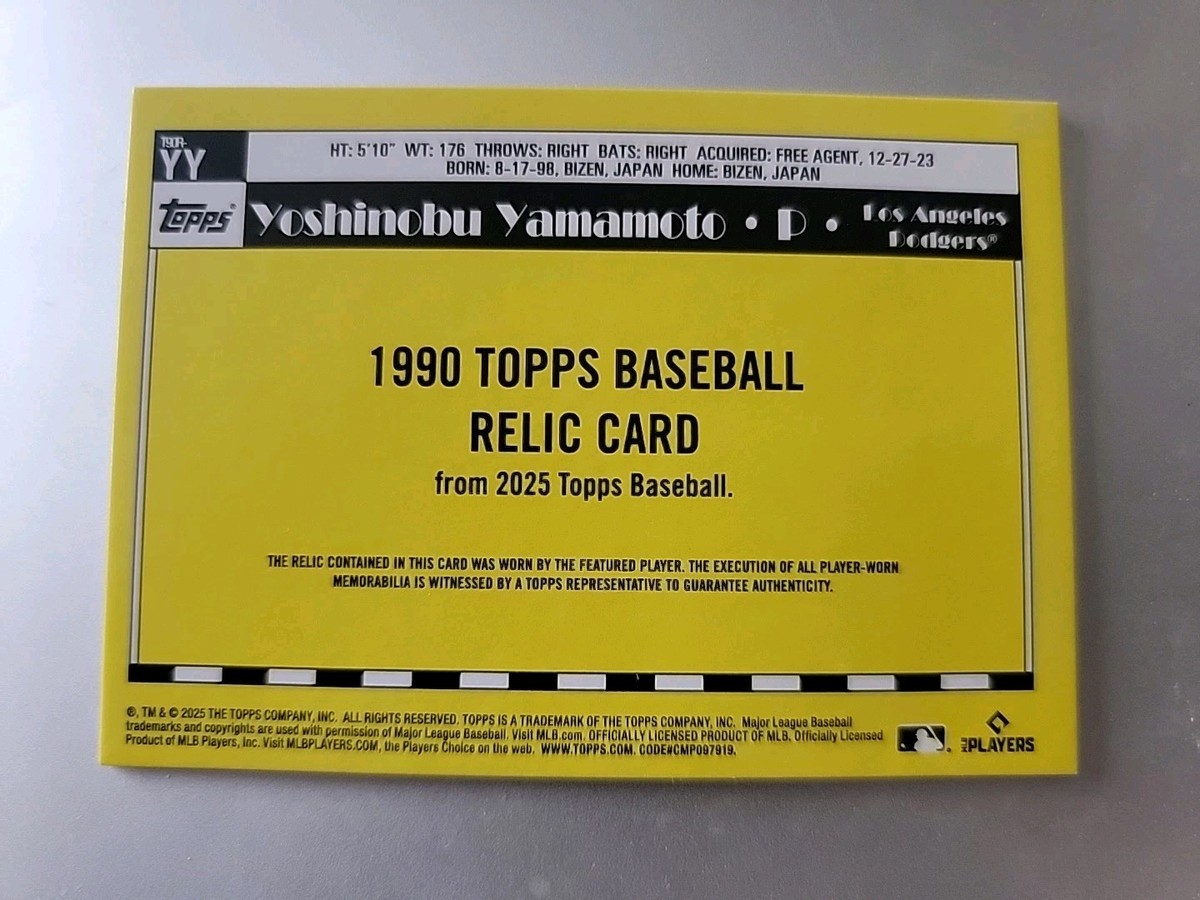 T90R-
YY
HT: 5'10" WT: 176 THROWS: RIGHT BATS: RIGHT ACQUIRED: FREE AGENT, 12-27-23
BORN: 8-17-98, BIZEN, JAPAN HOME: BIZEN, JAPAN
topps®
Yoshinobu Yamamoto • P • Los Angeles
Dodgers®
1990 TOPPS BASEBALL
RELIC CARD
from 2025 Topps Baseball.
THE RELIC CONTAINED IN THIS CARD WAS WORN BY THE FEATURED PLAYER. THE EXECUTION OF ALL PLAYER-WORN
MEMORABILIA IS WITNESSED BY A TOPPS REPRESENTATIVE TO GUARANTEE AUTHENTICITY.
®, TM & © 2025 THE TOPPS COMPANY, INC. ALL RIGHTS RESERVED. TOPPS IS A TRADEMARK OF THE TOPPS COMPANY, INC. Major League Baseball
trademarks and copyrights are used with permission of Major League Baseball. Visit MLB.com. OFFICIALLY LICENSED PRODUCT OF MLB. Officially Licensed
Product of MLB Players, Inc. Visit MLBPLAYERS.COM, the Players Choice on the web. WWW.TOPPS.COM. CODE#CMP097919.
MLB PLAYERS